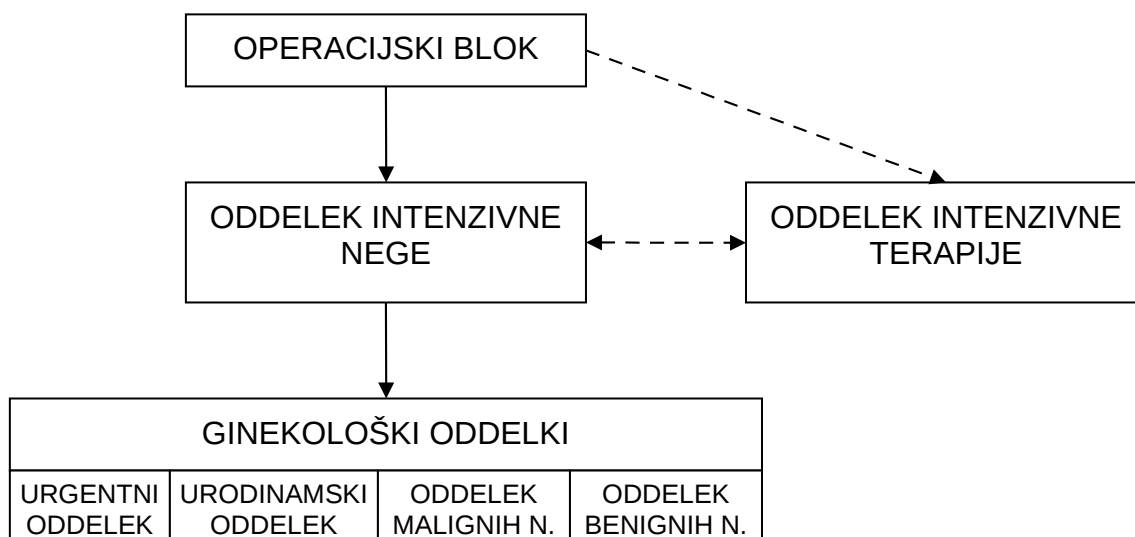 OPERACIJSKI BLOK
ODDELEK INTENZIVNE
NEGE
ODDELEK INTENZIVNE
TERAPIJE
GINEKOLOŠKI ODDELKI
URGENTNI
ODDELEK
URODINAMSKI
ODDELEK
ODDELEK
MALIGNIH N.
ODDELEK
BENIGNIH N.